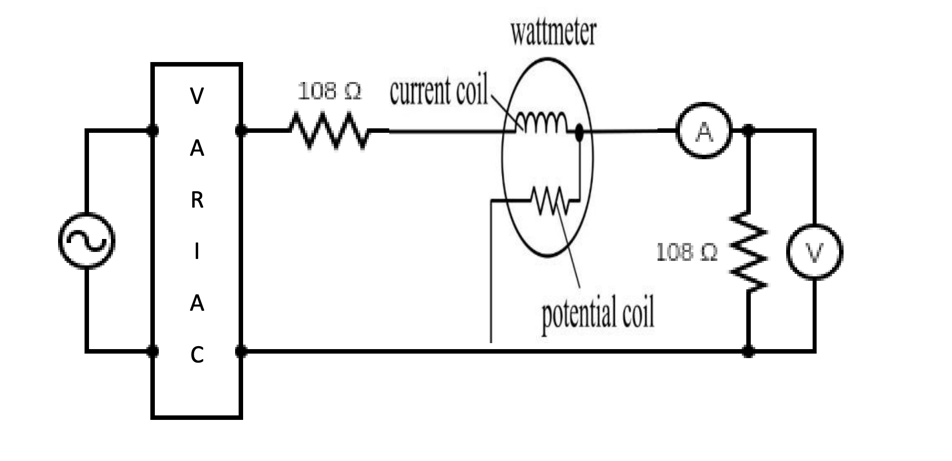 wattmeter
V
A
R
I
A
C
108 Ω
current coil
A
108 Ω
V
potential coil